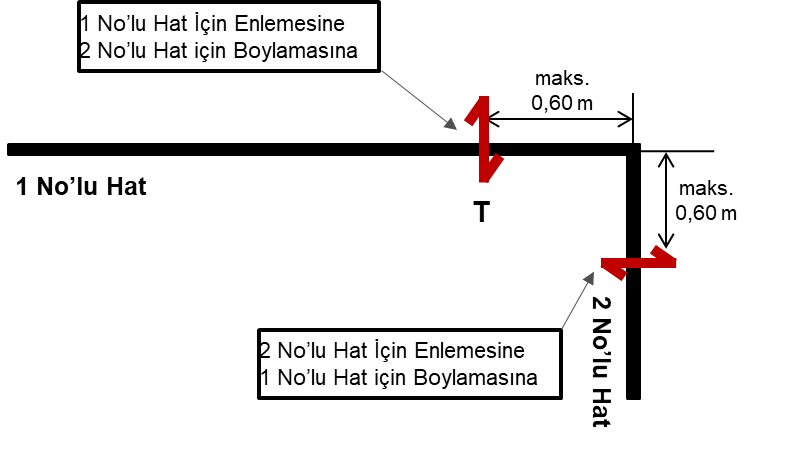 1 No’lu Hat İçin Enlemesine
2 No’lu Hat için Boylamasına
maks.
0,60 m
1 No’lu Hat
T
maks.
0,60 m
2 No’lu Hat İçin Enlemesine
1 No’lu Hat için Boylamasına
2 No’lu Hat